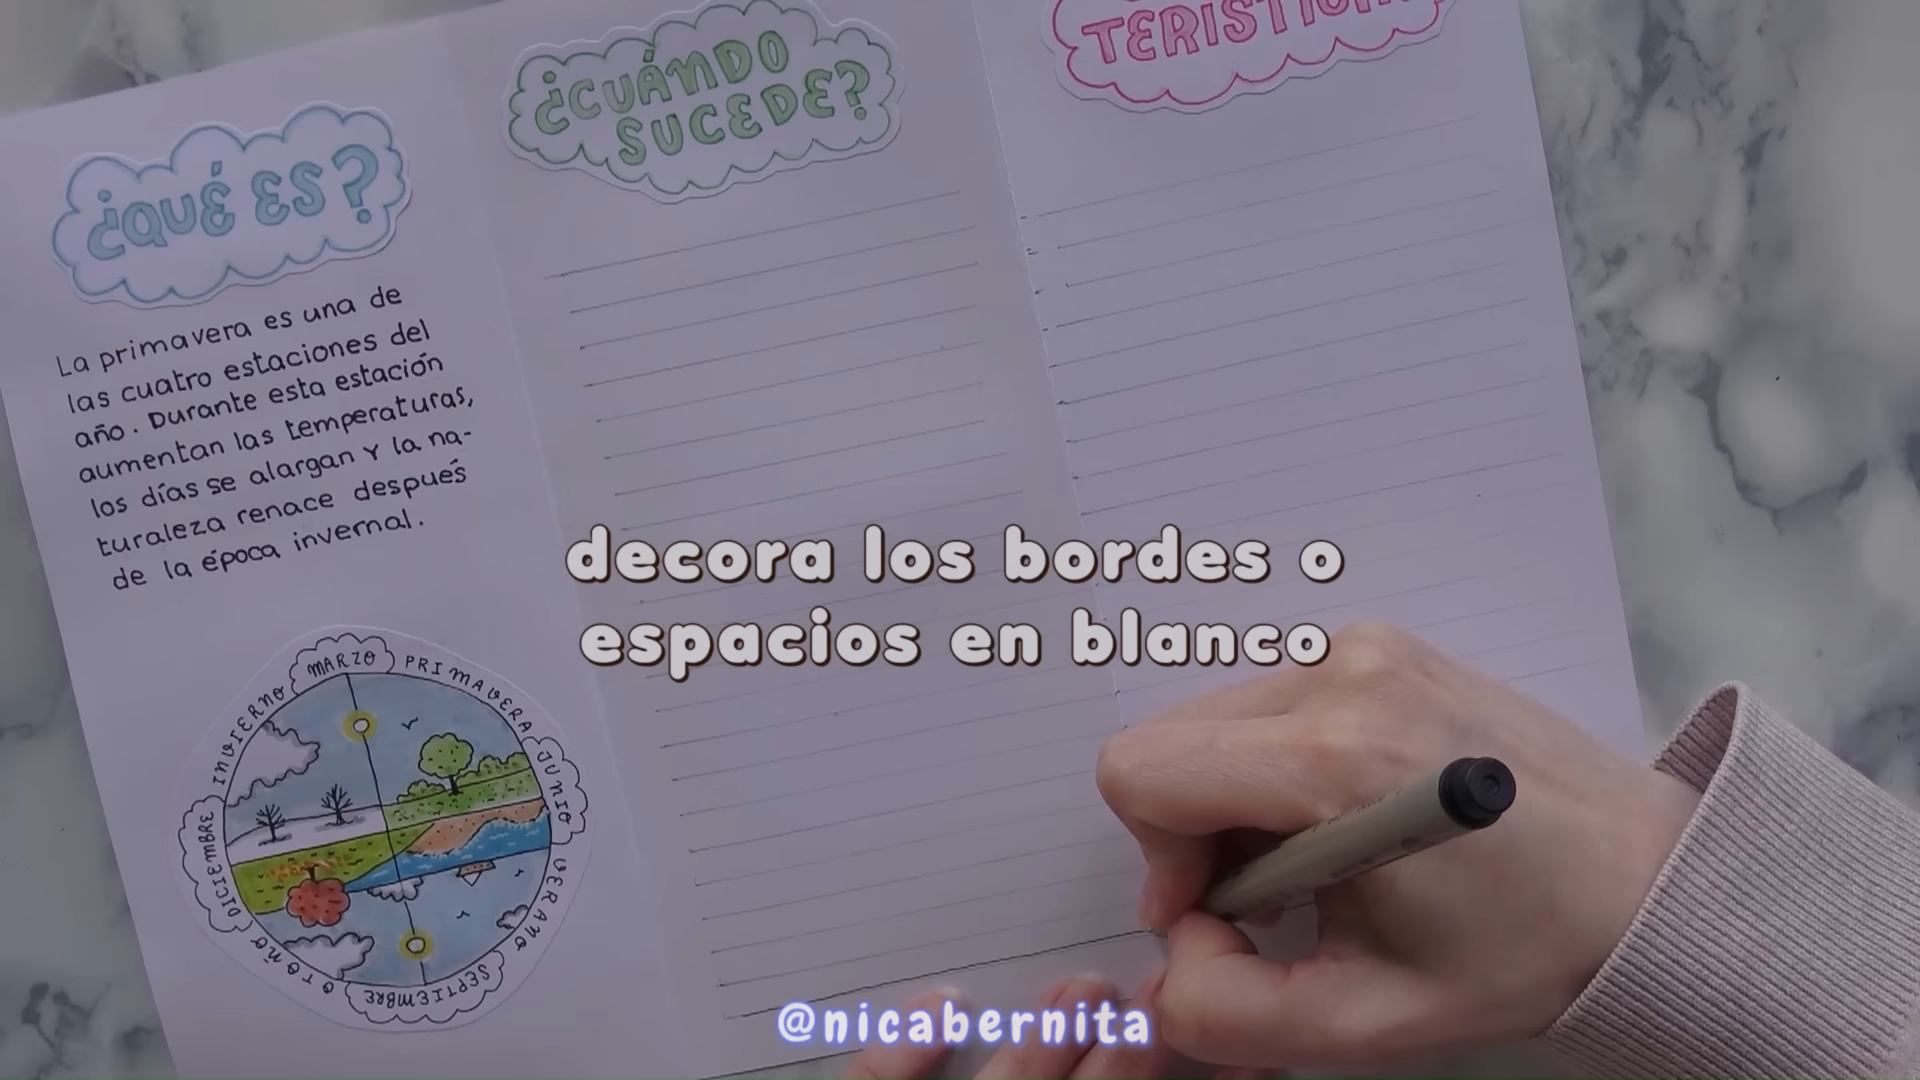 ¿QUÉ ES?
La primavera es una de
las cuatro estaciones del
año. Durante esta estación
aumentan las temperaturas,
los días se alargan y la na-
turaleza renace después
de la época invernal.
MARZO
PRIMAVERA
JUNIO
VERANO
SEPTIEMBRE
OTOÑO
DICIEMBRE
INVIERNO
¿CUÁNDO
SUCEDE?
decora los bordes o
espacios en blanco
@nicabernita